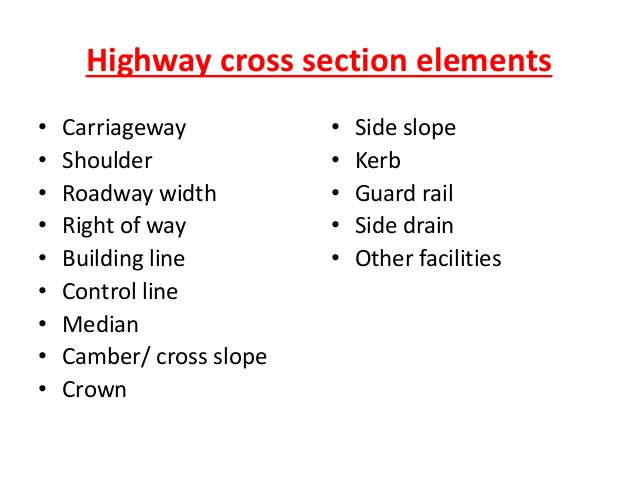 Highway cross section elements
• Carriageway
• Shoulder
• Roadway width
• Right of way
• Building line
• Control line
• Median
• Camber/ cross slope
• Crown
• Side slope
• Kerb
• Guard rail
• Side drain
• Other facilities